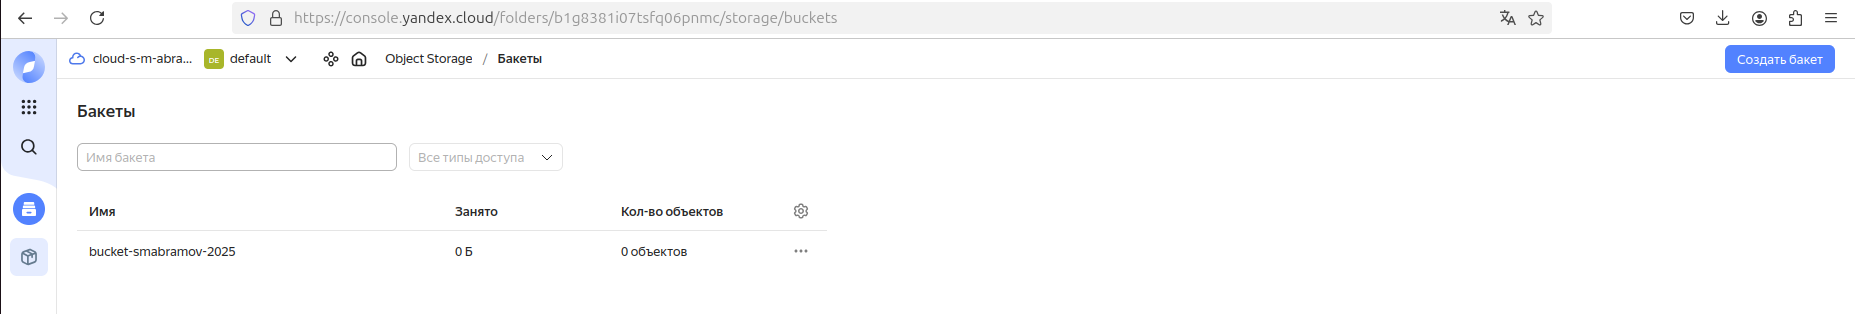 https://console.yandex.cloud/folders/b1g8381i07tsfq06pnmc/storage/buckets
cloud-s-m-abra... DE default Object Storage / Бакеты Создать бакет
Бакеты
Имя бакета Все типы доступа
Имя Занято Кол-во объектов
bucket-smabramov-2025 0 Б 0 объектов